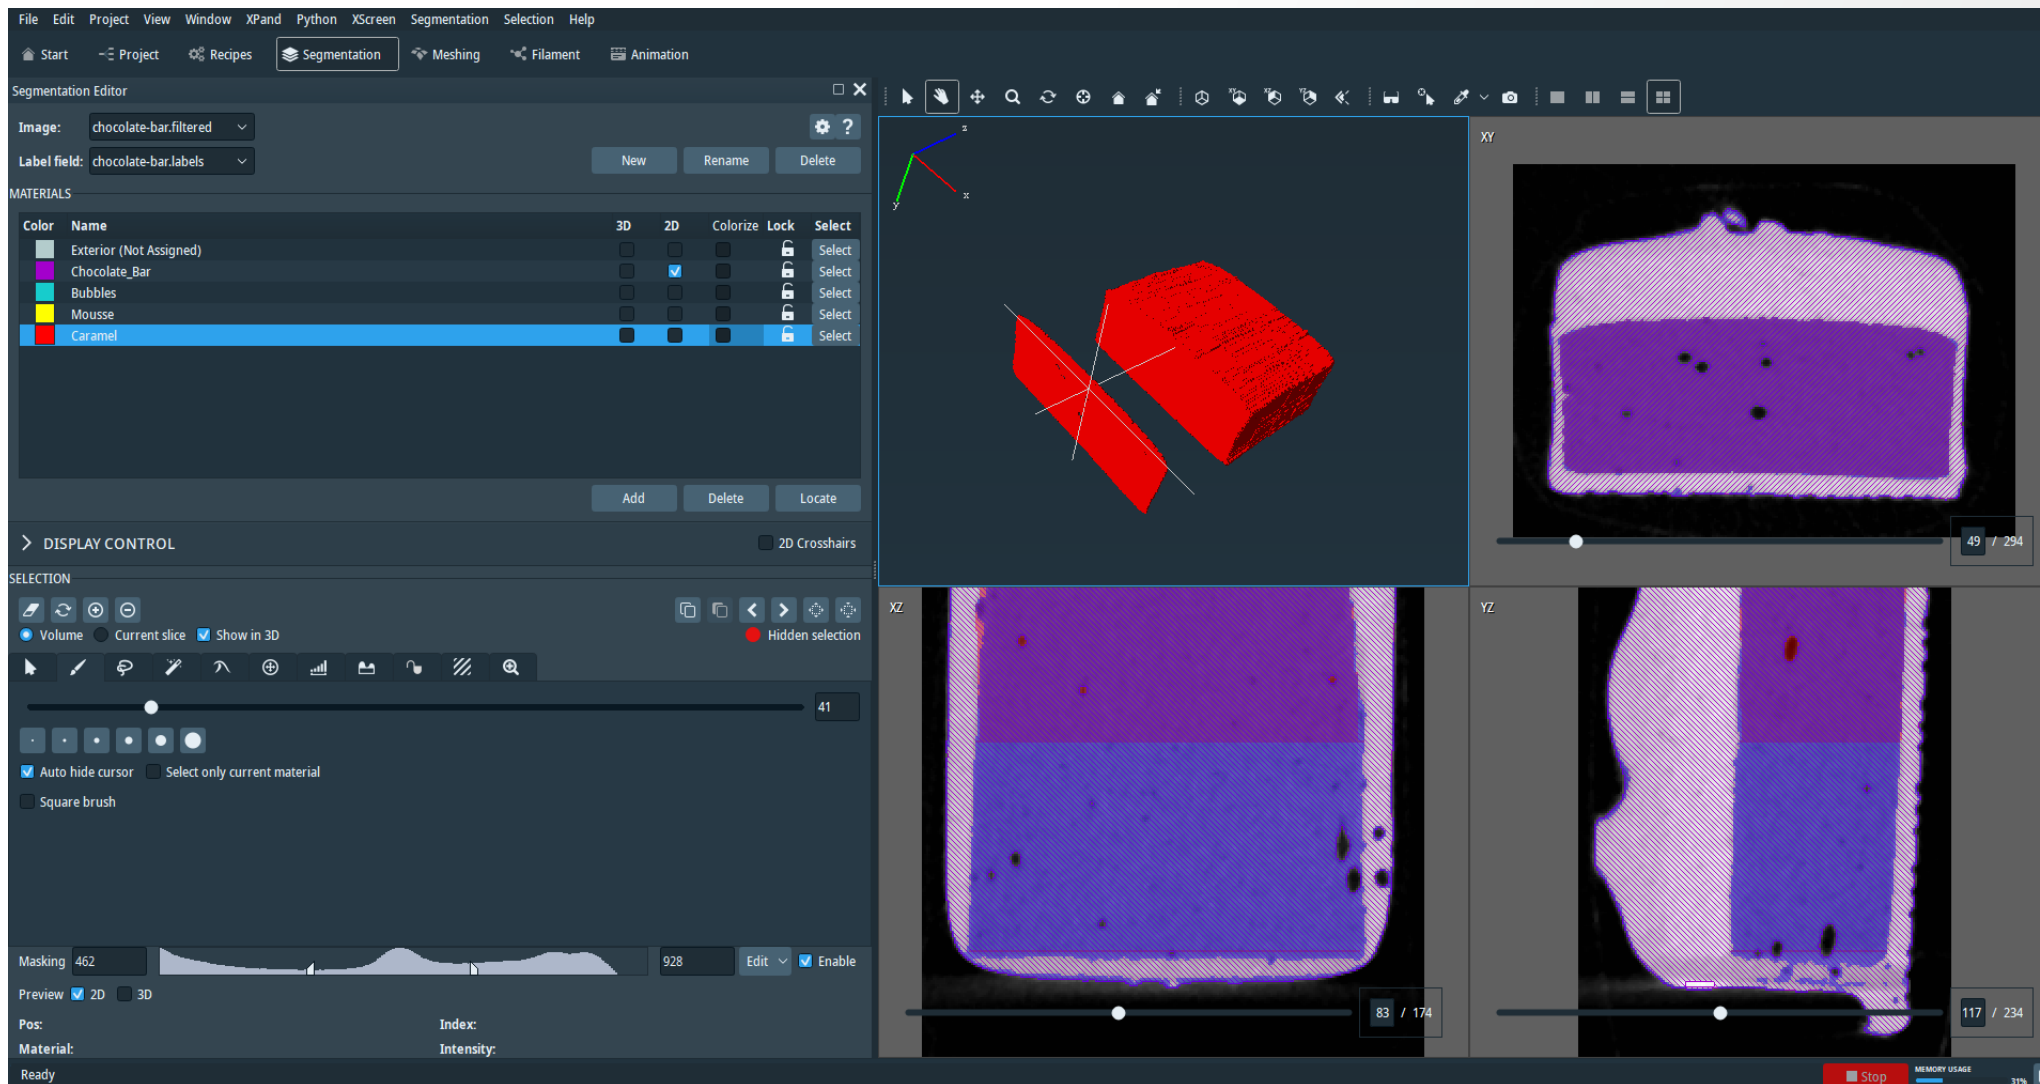 File Edit Project View Window XPand Python XScreen Segmentation Selection Help
Start Project Recipes Segmentation Meshing Filament Animation
Segmentation Editor
Image: chocolate-bar.filtered
Label field: chocolate-bar.labels New Rename Delete
MATERIALS
Color Name 3D 2D Colorize Lock Select
Exterior (Not Assigned) Select
Chocolate_Bar Select
Bubbles Select
Mousse Select
Caramel Select
Add Delete Locate
DISPLAY CONTROL 2D Crosshairs
SELECTION
Volume Current slice Show in 3D Hidden selection
41
Auto hide cursor Select only current material
Square brush
Masking 462 928 Edit Enable
Preview 2D 3D
Pos: Index:
Material: Intensity:
Ready
z
x
y
XY
49 / 294
XZ
83 / 174
YZ
117 / 234
Stop
MEMORY USAGE
31%